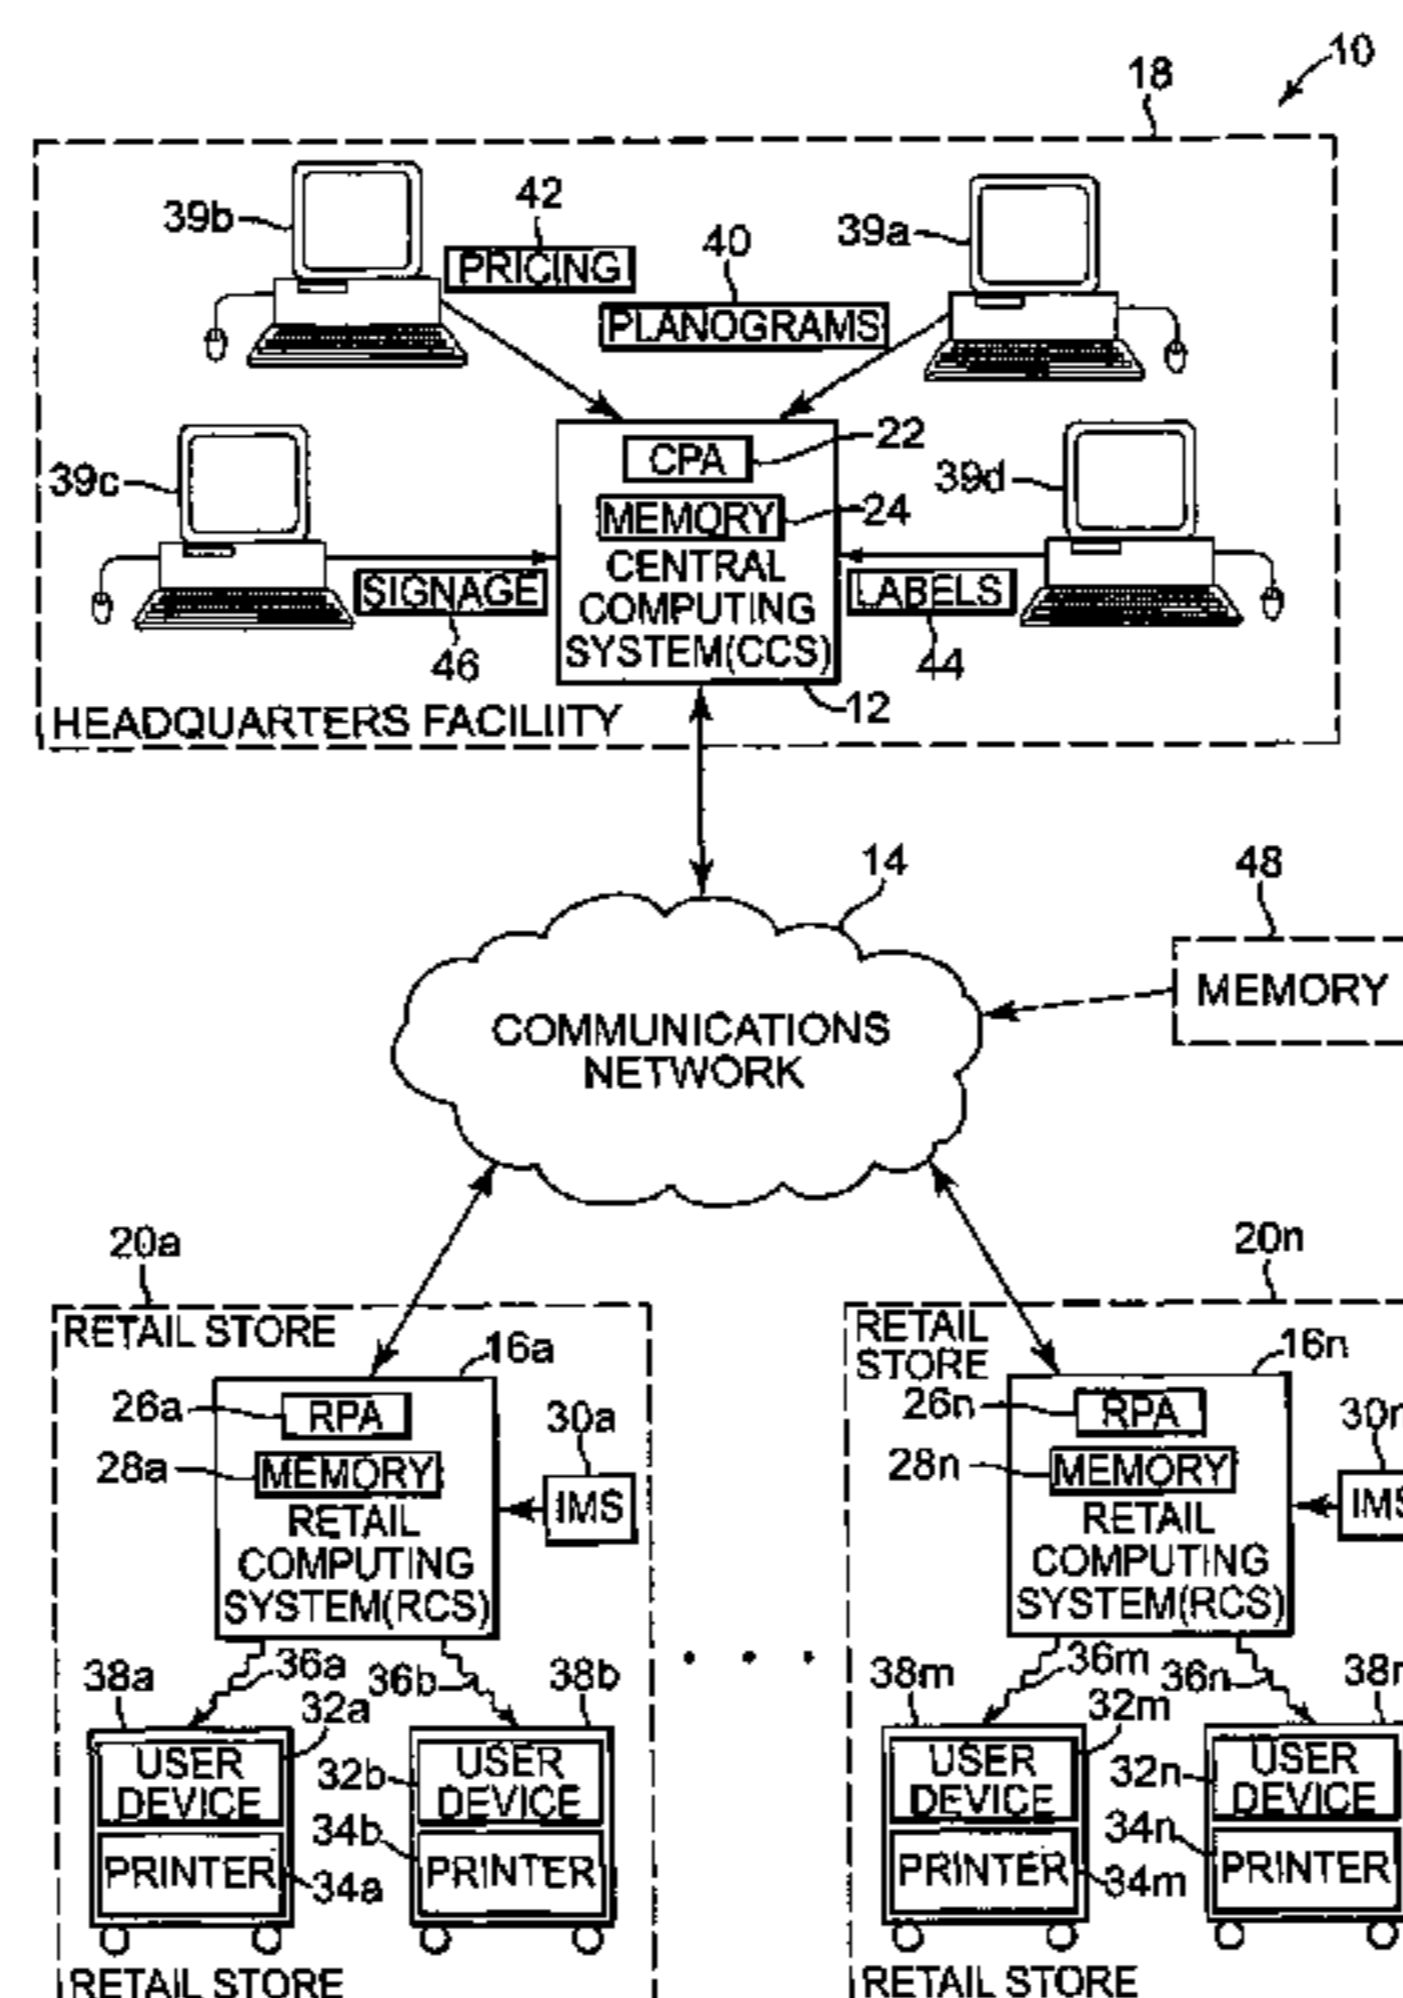 10
18
39b
42
PRICING
40
PLANOGRAMS
39a
39c
CPA
22
MEMORY
24
39d
CENTRAL
COMPUTING
SYSTEM(CCS)
SIGNAGE
46
LABELS
44
12
HEADQUARTERS FACILIITY
14
48
MEMORY
COMMUNICATIONS
NETWORK
20a
RETAIL STORE
16a
26a
RPA
28a
MEMORY
30a
IMS
RETAIL
COMPUTING
SYSTEM(RCS)
38a
36a
36b
38b
32a
USER
DEVICE
32b
USER
DEVICE
34b
PRINTER
34a
PRINTER
RETAIL STORE
20n
RETAIL
STORE
16n
26n
RPA
28n
MEMORY
30n
IMS
RETAIL
COMPUTING
SYSTEM(RCS)
38m
36m
36n
32m
USER
DEVICE
32n
USER
DEVICE
34n
PRINTER
34m
PRINTER
RETAIL STORE